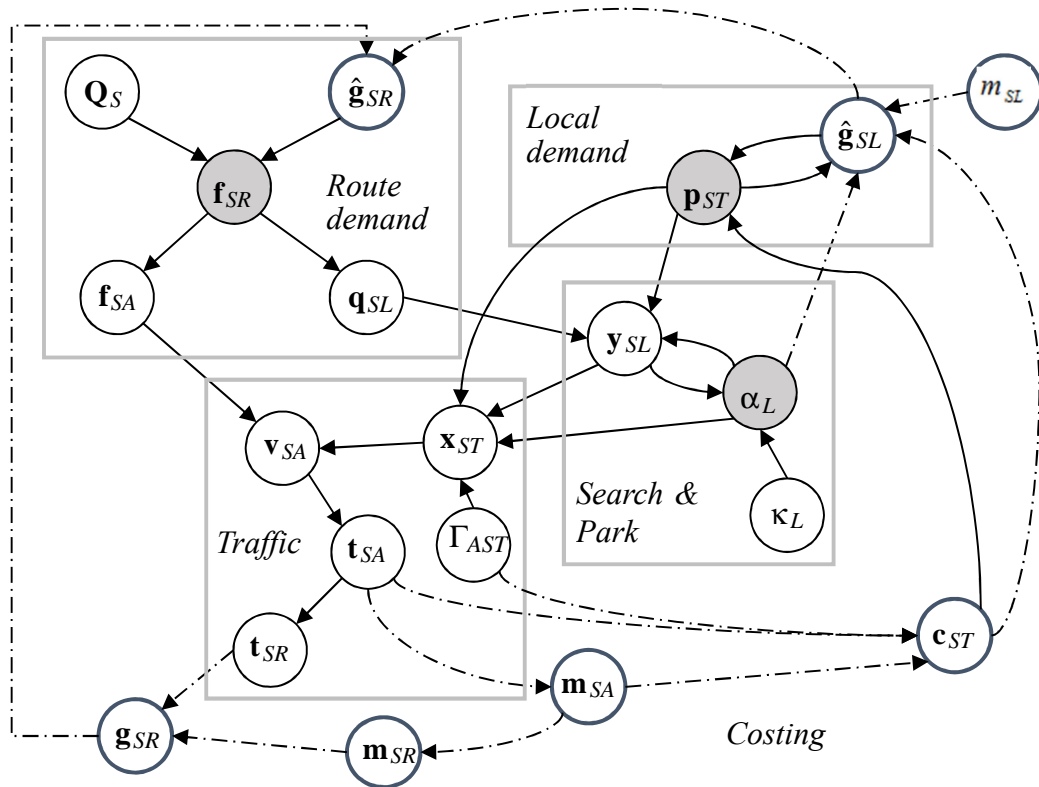 Q_S
ĝ_SR
m_SL
Local
demand
ĝ_SL
f_SR
Route
demand
p_ST
f_SA
q_SL
y_SL
α_L
v_SA
x_ST
Search &
Park
κ_L
Traffic
t_SA
Γ_AST
t_SR
c_ST
m_SA
g_SR
m_SR
Costing